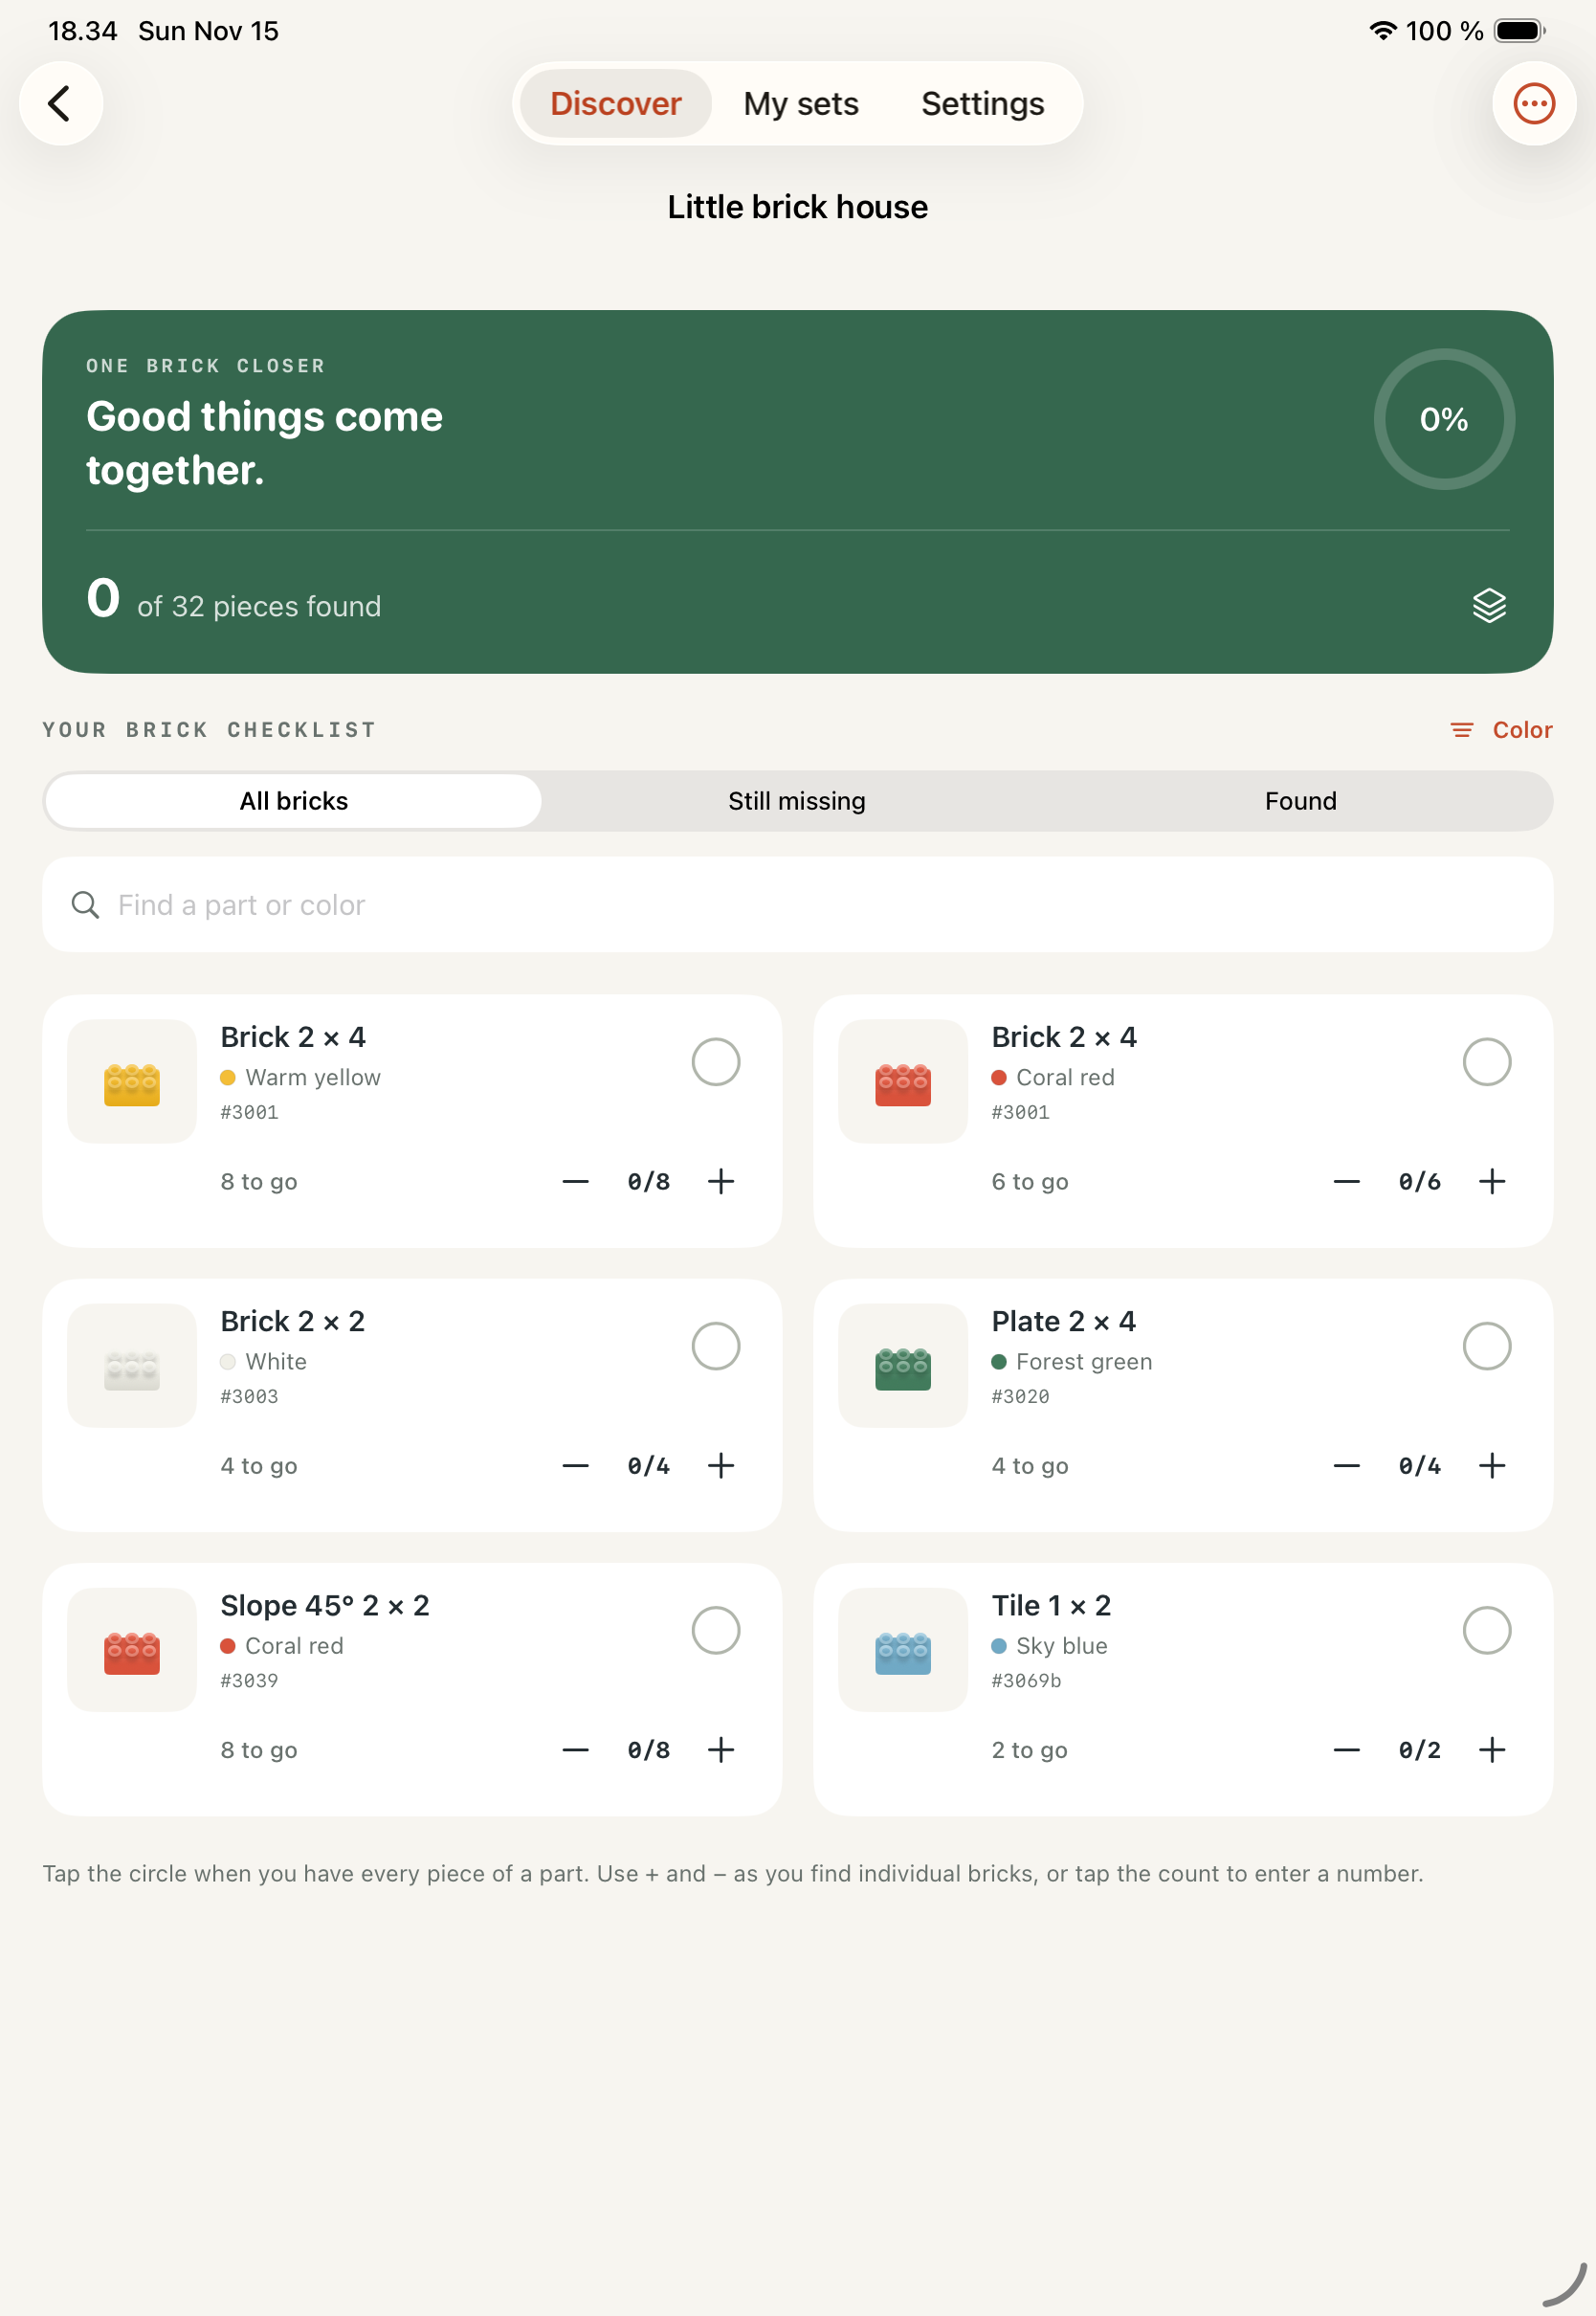 18.34 Sun Nov 15
100 %
Discover My sets Settings
Little brick house
ONE BRICK CLOSER
Good things come
together.
0%
0 of 32 pieces found
YOUR BRICK CHECKLIST
Color
All bricks Still missing Found
Find a part or color
Brick 2 × 4
Warm yellow
#3001
8 to go
0/8
Brick 2 × 4
Coral red
#3001
6 to go
0/6
Brick 2 × 2
White
#3003
4 to go
0/4
Plate 2 × 4
Forest green
#3020
4 to go
0/4
Slope 45° 2 × 2
Coral red
#3039
8 to go
0/8
Tile 1 × 2
Sky blue
#3069b
2 to go
0/2
Tap the circle when you have every piece of a part. Use + and – as you find individual bricks, or tap the count to enter a number.